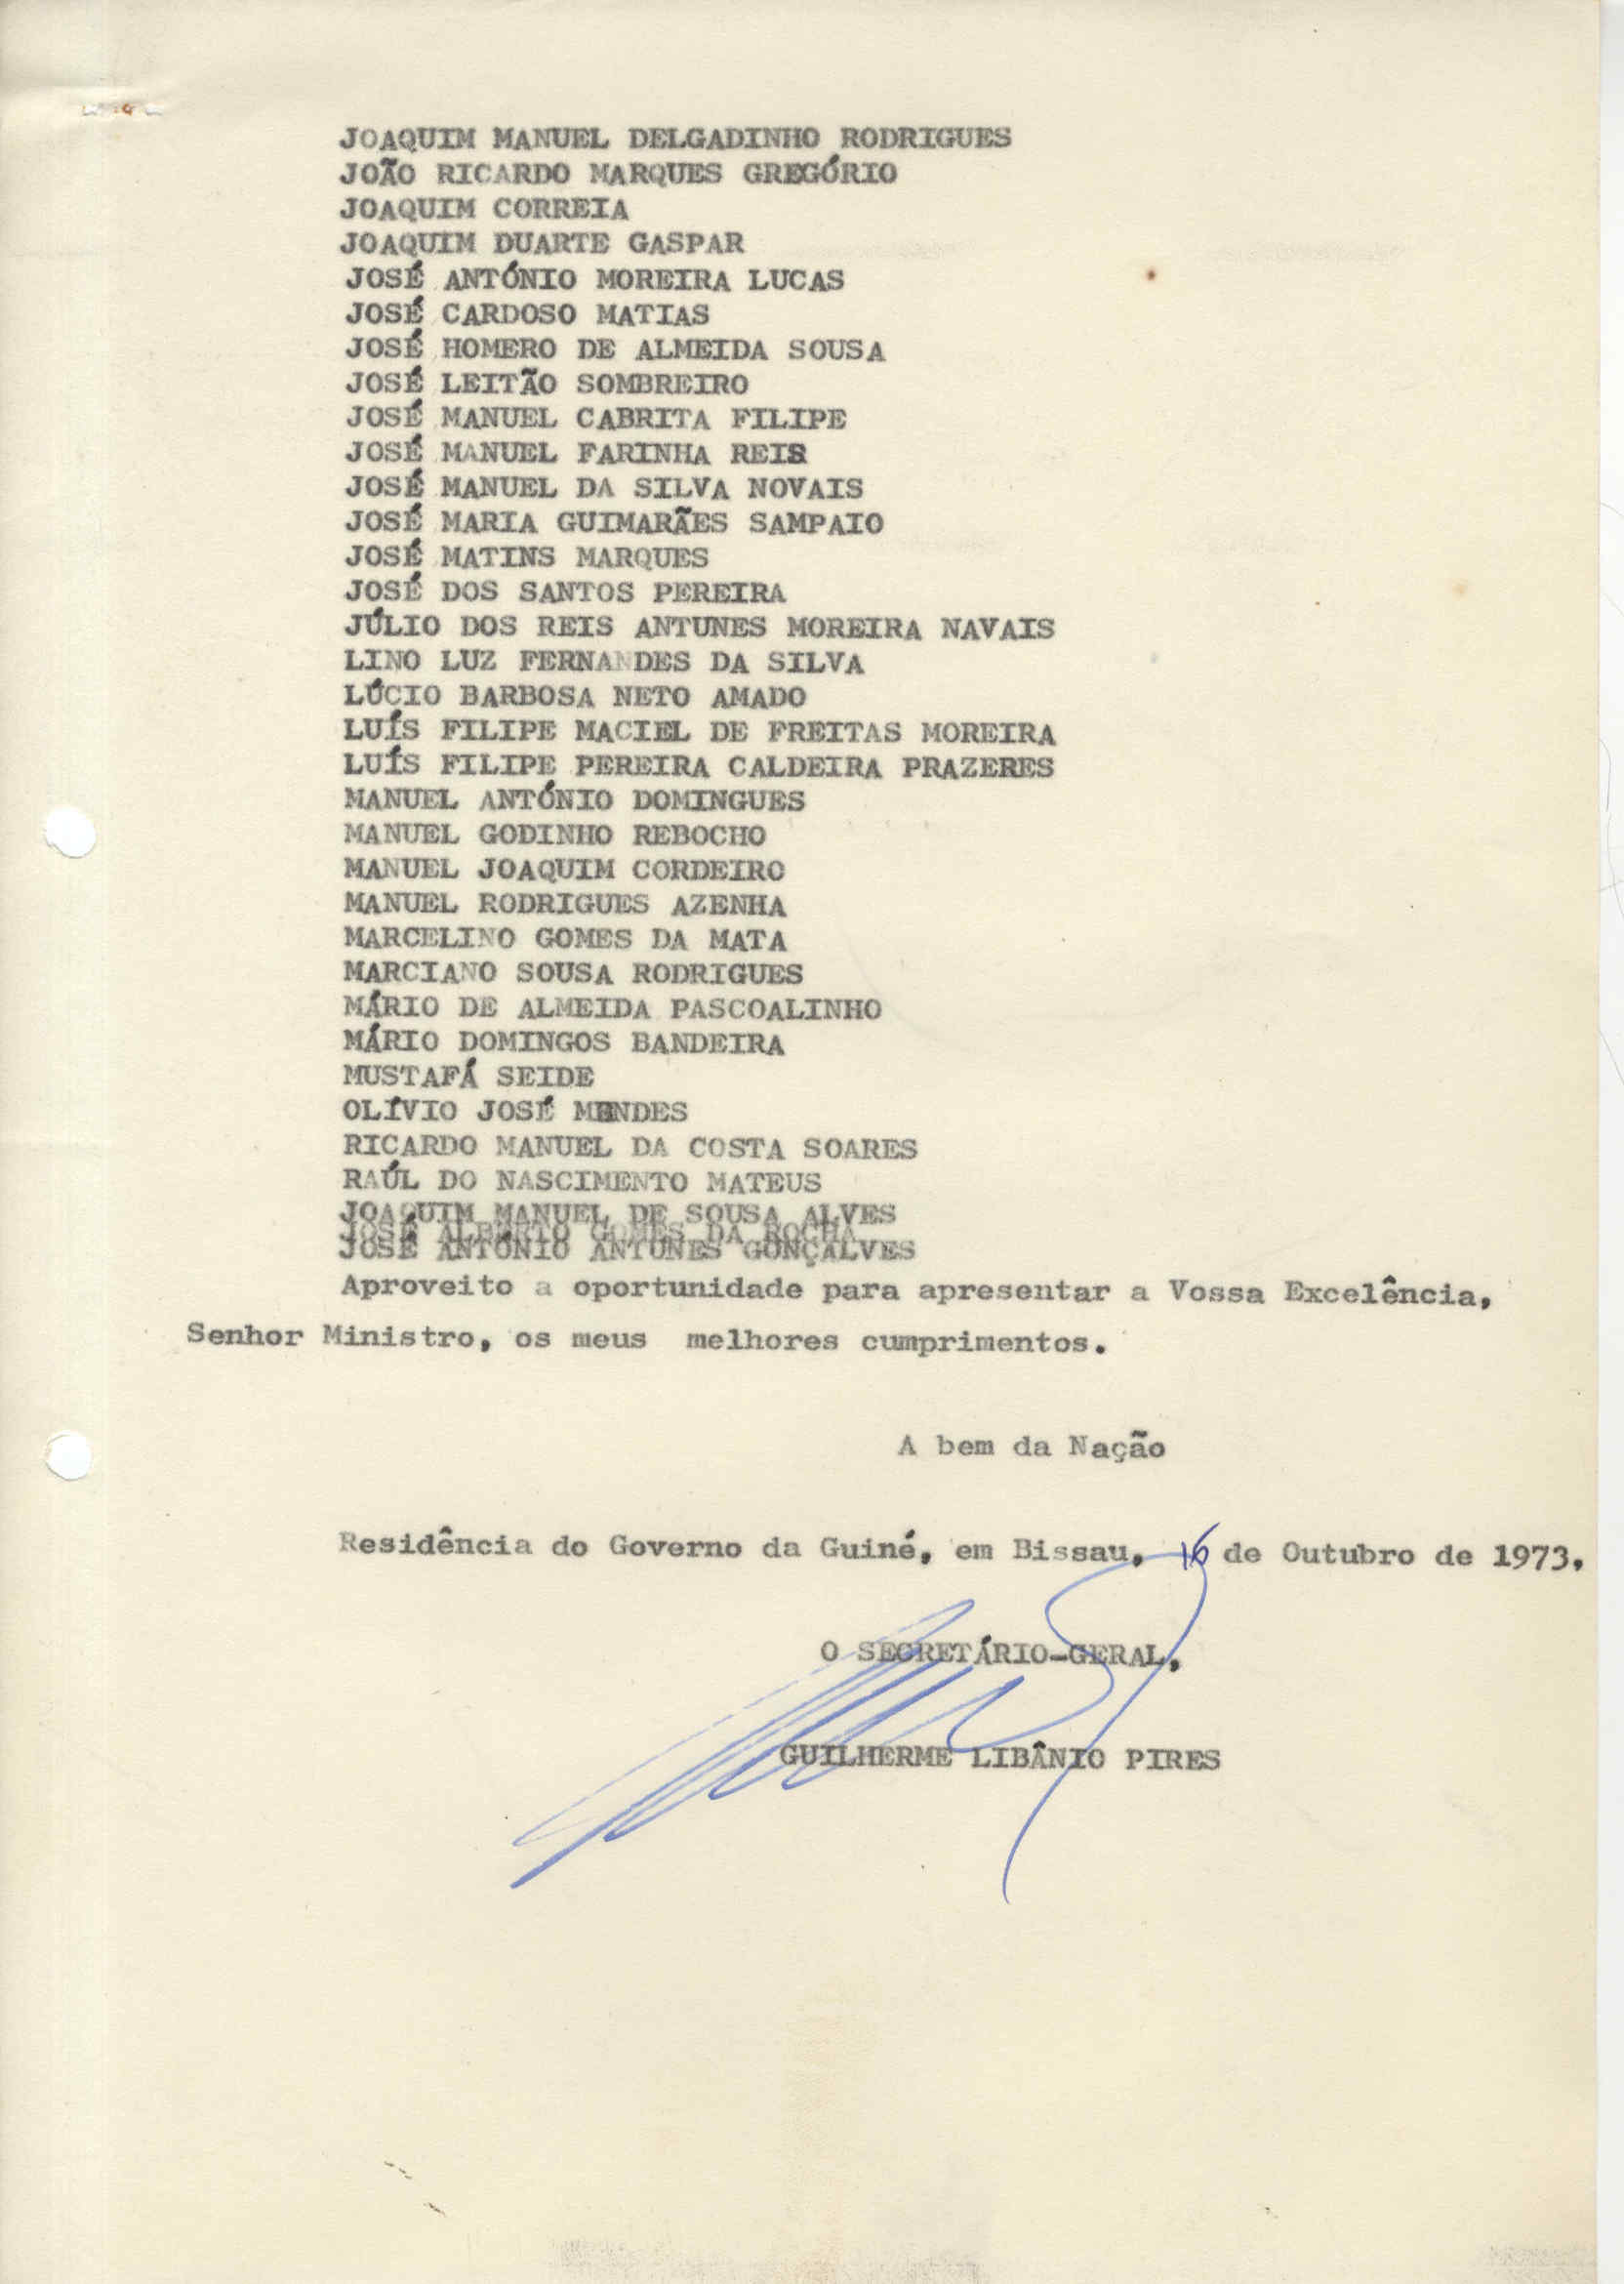 JOAQUIM MANUEL DELGADINHO RODRIGUES
JOÃO RICARDO MARQUES GREGÓRIO
JOAQUIM CORREIA
JOAQUIM DUARTE GASPAR
JOSÉ ANTÓNIO MOREIRA LUCAS
JOSÉ CARDOSO MATIAS
JOSÉ HOMERO DE ALMEIDA SOUSA
JOSÉ LEITÃO SOMBREIRO
JOSÉ MANUEL CABRITA FILIPE
JOSÉ MANUEL FARINHA REIS
JOSÉ MANUEL DA SILVA NOVAIS
JOSÉ MARIA GUIMARÃES SAMPAIO
JOSÉ MATINS MARQUES
JOSÉ DOS SANTOS PEREIRA
JÚLIO DOS REIS ANTUNES MOREIRA NAVAIS
LINO LUZ FERNANDES DA SILVA
LÚCIO BARBOSA NETO AMADO
LUÍS FILIPE MACIEL DE FREITAS MOREIRA
LUÍS FILIPE PEREIRA CALDEIRA PRAZERES
MANUEL ANTÓNIO DOMINGUES
MANUEL GODINHO REBOCHO
MANUEL JOAQUIM CORDEIRO
MANUEL RODRIGUES AZENHA
MARCELINO GOMES DA MATA
MARCIANO SOUSA RODRIGUES
MÁRIO DE ALMEIDA PASCOALINHO
MÁRIO DOMINGOS BANDEIRA
MUSTAFÁ SEIDE
OLÍVIO JOSÉ MENDES
RICARDO MANUEL DA COSTA SOARES
RAÚL DO NASCIMENTO MATEUS
JOAQUIM MANUEL DE SOUSA ALVES
JOSÉ ALBERTO GOMES DA ROCHA
JOSÉ ANTÓNIO ANTUNES GONÇALVES
Aproveito a oportunidade para apresentar a Vossa Excelência,
Senhor Ministro, os meus melhores cumprimentos.
A bem da Nação
Residência do Governo da Guiné, em Bissau, 16 de Outubro de 1973,
O SECRETÁRIO-GERAL,
GUILHERME LIBÂNIO PIRES